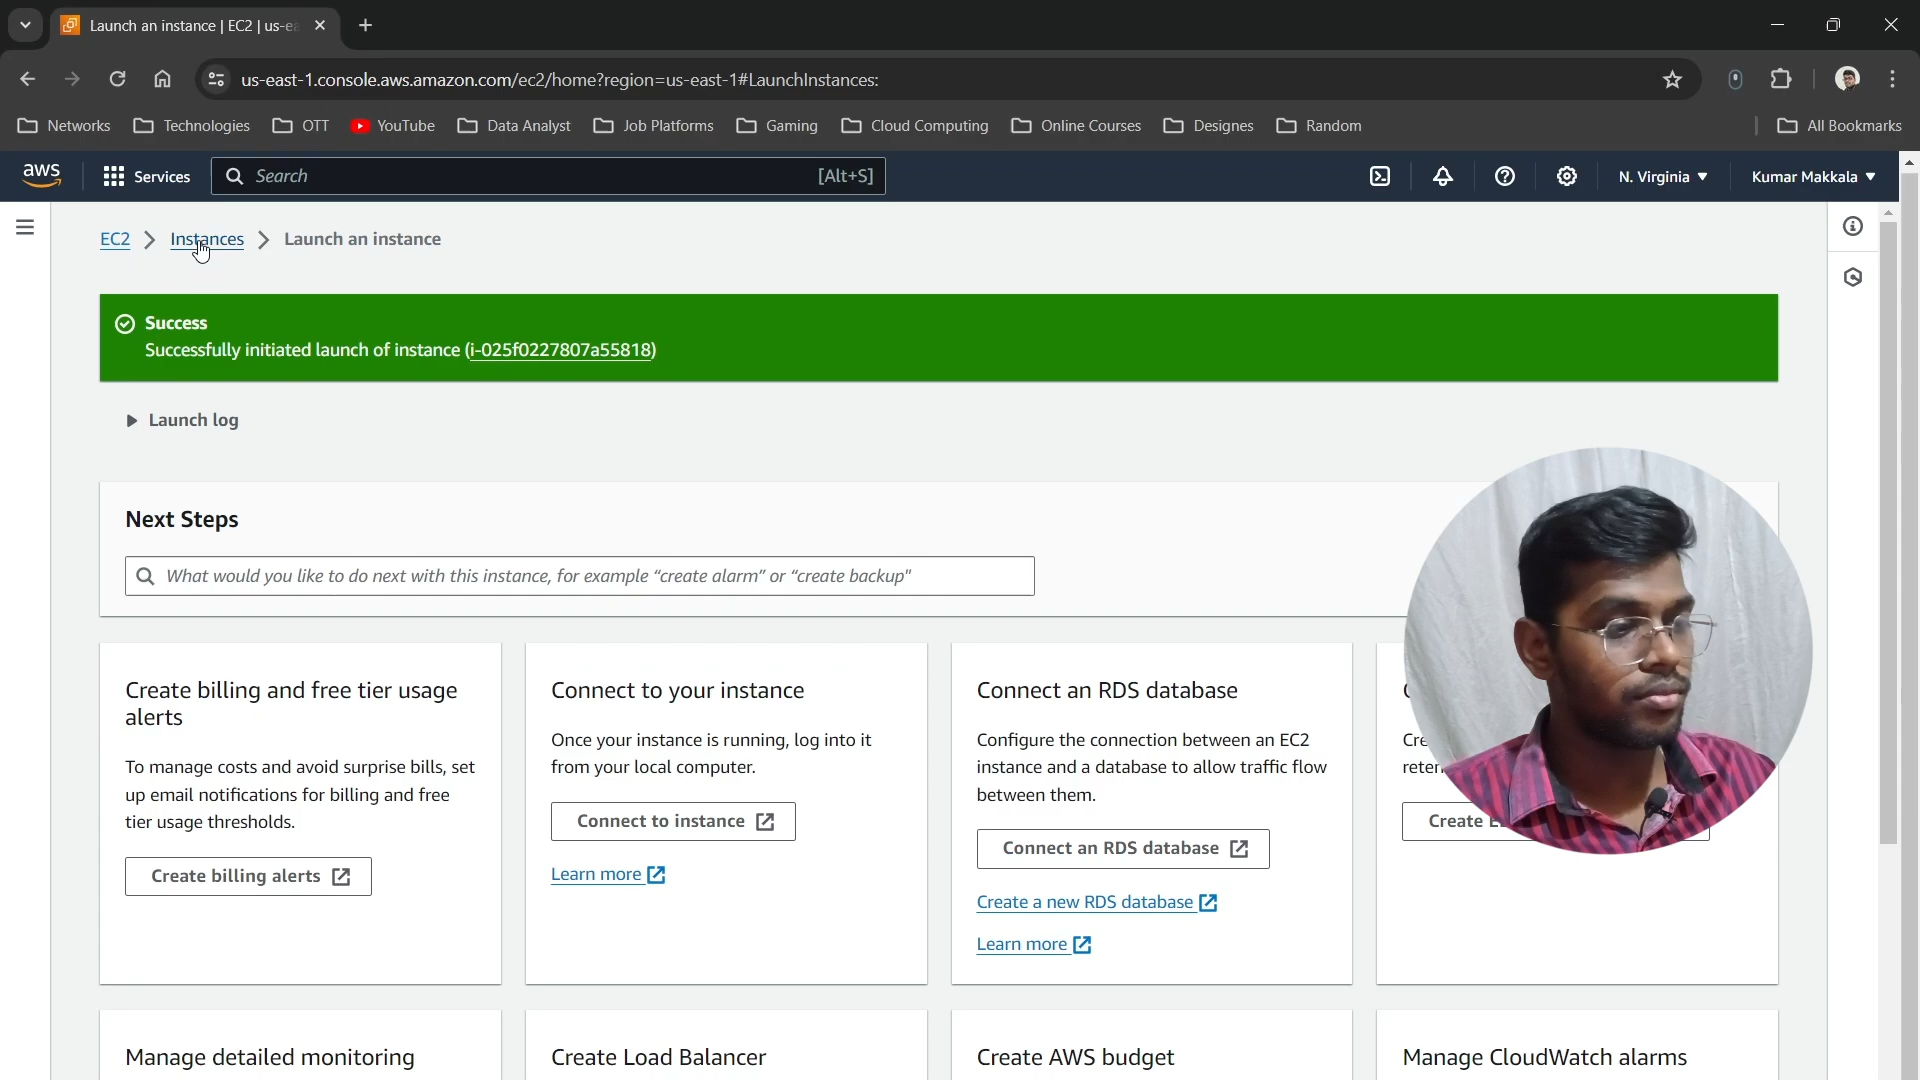 Launch an instance | EC2 | us-ea
us-east-1.console.aws.amazon.com/ec2/home?region=us-east-1#LaunchInstances:
Networks
Technologies
OTT
YouTube
Data Analyst
Job Platforms
Gaming
Cloud Computing
Online Courses
Designes
Random
All Bookmarks
aws
Services
Search
[Alt+S]
N. Virginia
Kumar Makkala
EC2
Instances
Launch an instance
Success
Successfully initiated launch of instance (i-025f0227807a55818)
Launch log
Next Steps
What would you like to do next with this instance, for example “create alarm” or “create backup"
Create billing and free tier usage
alerts
To manage costs and avoid surprise bills, set
up email notifications for billing and free
tier usage thresholds.
Create billing alerts
Connect to your instance
Once your instance is running, log into it
from your local computer.
Connect to instance
Learn more
Connect an RDS database
Configure the connection between an EC2
instance and a database to allow traffic flow
between them.
Connect an RDS database
Create a new RDS database
Learn more
Create
Manage detailed monitoring
Create Load Balancer
Create AWS budget
Manage CloudWatch alarms